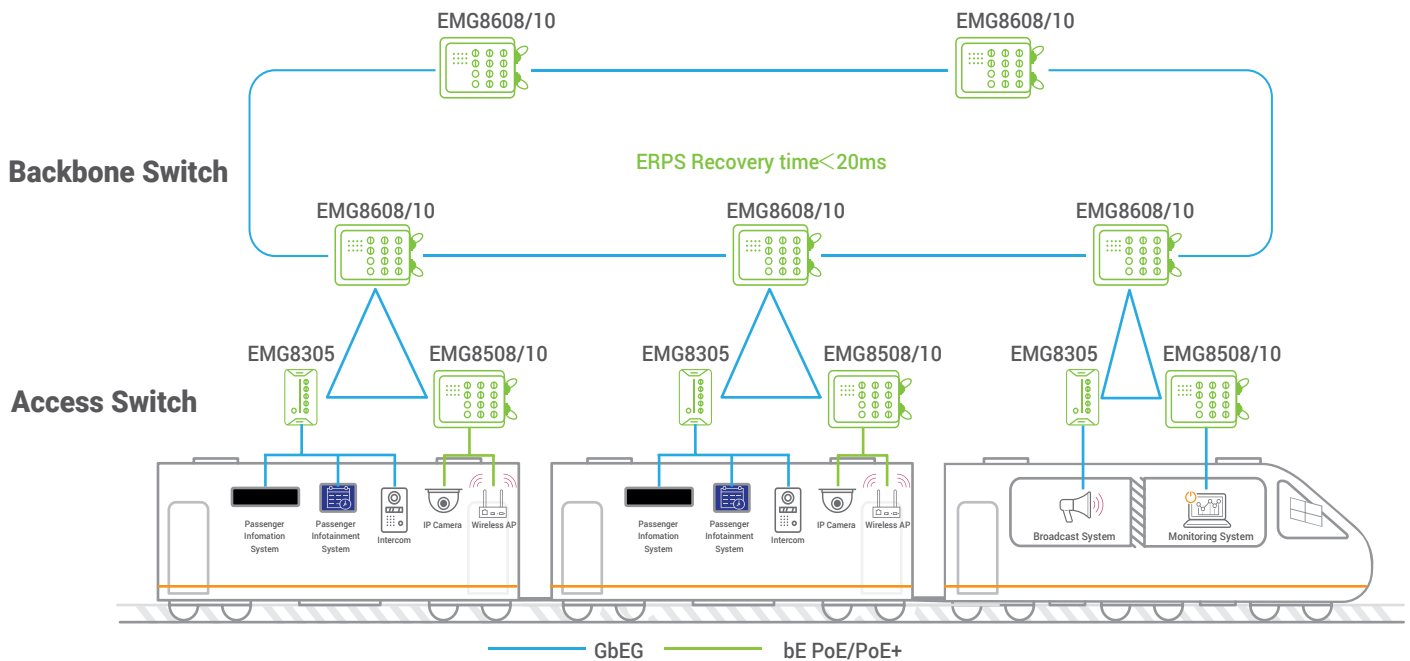 EMG8608/10
EMG8608/10
Backbone Switch
ERPS Recovery time<20ms
EMG8608/10
EMG8608/10
EMG8608/10
EMG8305
EMG8508/10
EMG8305
EMG8508/10
EMG8305
EMG8508/10
Access Switch
Passenger
Infomation
System
Passenger
Infotainment
System
Intercom
IP Camera
Wireless AP
Passenger
Infomation
System
Passenger
Infotainment
System
Intercom
IP Camera
Wireless AP
Broadcast System
Monitoring System
GbEG
bE PoE/PoE+